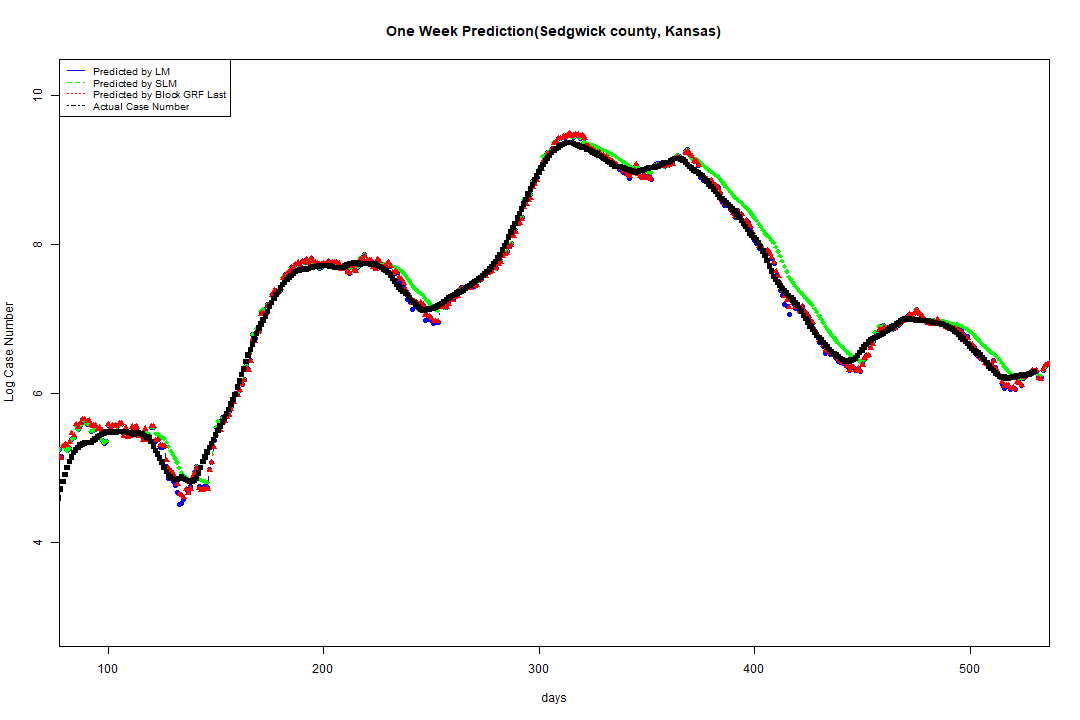 One Week Prediction(Sedgwick county, Kansas)
Predicted by LM
Predicted by SLM
Predicted by Block GRF Last
Actual Case Number
10
8
6
4
Log Case Number
100 200 300 400 500
days